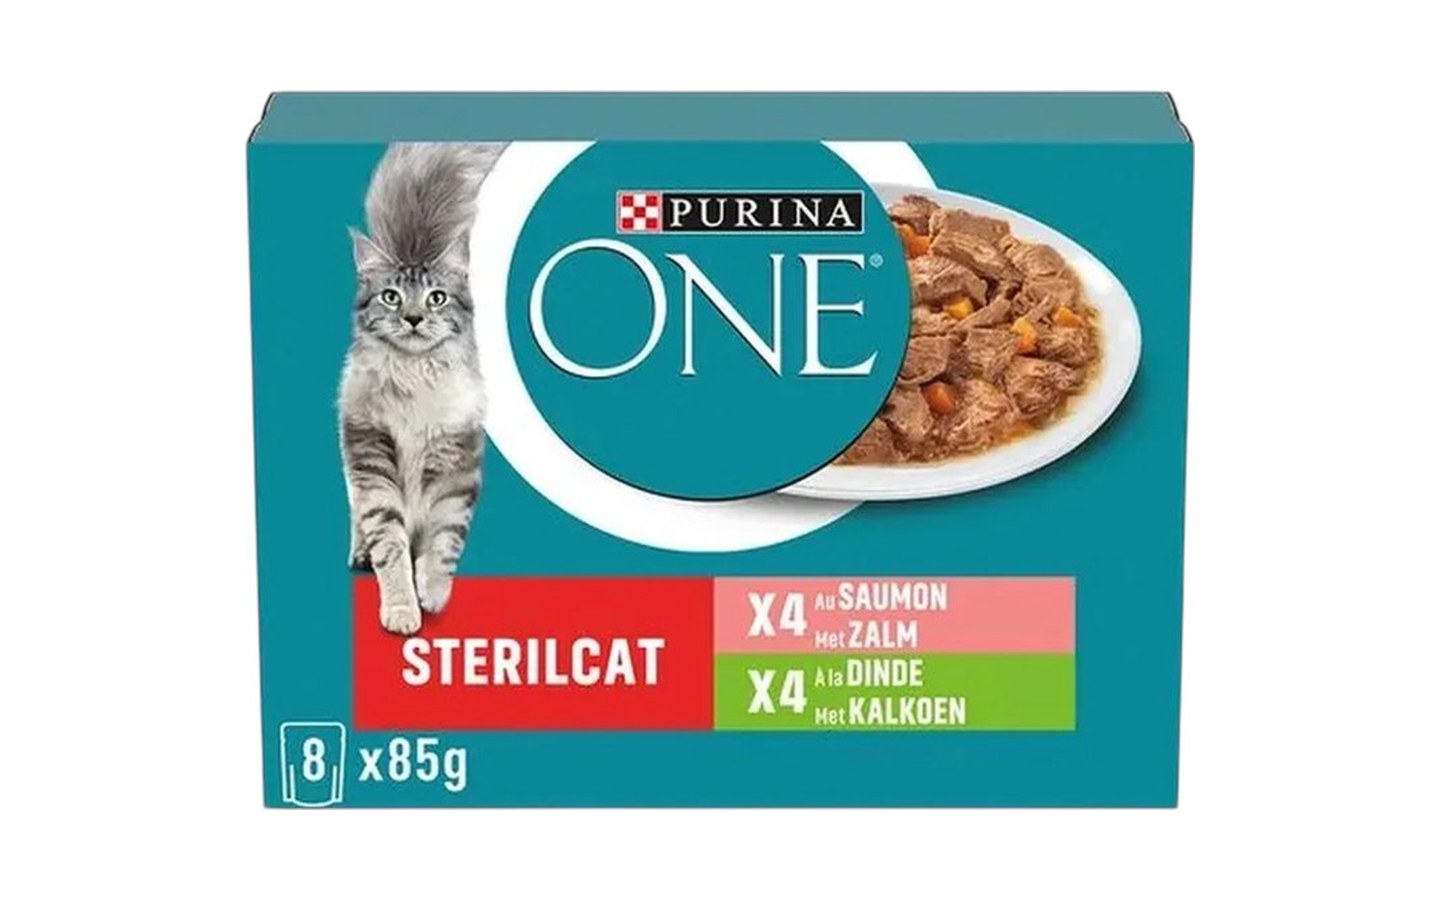 PURINA
ONE®
STERILCAT
X4 Au SAUMON
Met ZALM
X4 À la DINDE
Met KALKOEN
8 x85g